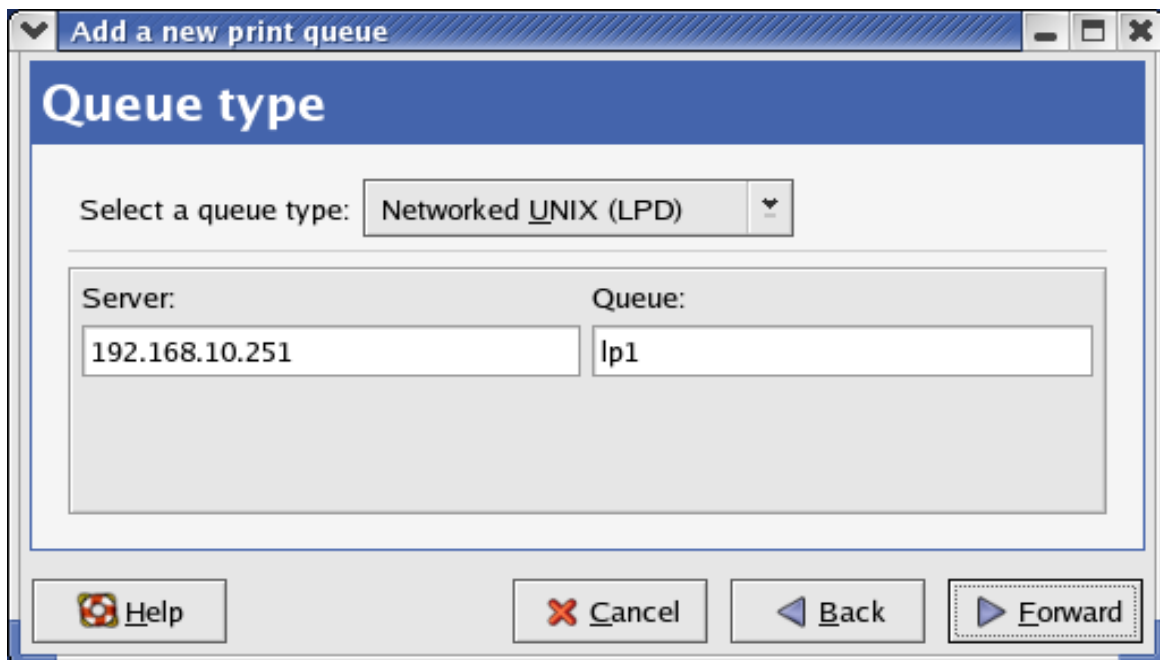 Add a new print queue
Queue type
Select a queue type: Networked UNIX (LPD)
Server: Queue:
192.168.10.251 lp1
Help Cancel Back Forward